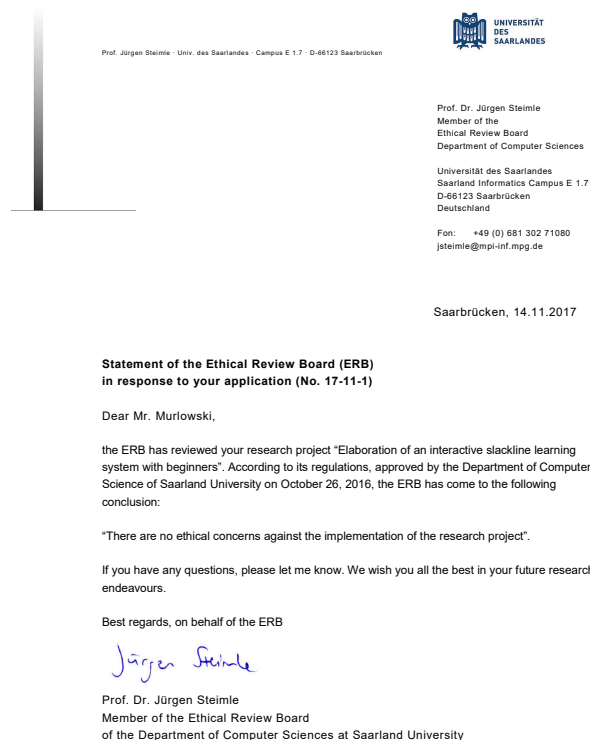 UNIVERSITÄT
DES
SAARLANDES
Prof. Jürgen Steimle · Univ. des Saarlandes · Campus E 1.7 · D-66123 Saarbrücken
Prof. Dr. Jürgen Steimle
Member of the
Ethical Review Board
Department of Computer Sciences
Universität des Saarlandes
Saarland Informatics Campus E 1.7
D-66123 Saarbrücken
Deutschland
Fon: +49 (0) 681 302 71080
jsteimle@mpi-inf.mpg.de
Saarbrücken, 14.11.2017
Statement of the Ethical Review Board (ERB)
in response to your application (No. 17-11-1)
Dear Mr. Murlowski,
the ERB has reviewed your research project “Elaboration of an interactive slackline learning
system with beginners”. According to its regulations, approved by the Department of Computer
Science of Saarland University on October 26, 2016, the ERB has come to the following
conclusion:
“There are no ethical concerns against the implementation of the research project”.
If you have any questions, please let me know. We wish you all the best in your future research
endeavours.
Best regards, on behalf of the ERB
Jürgen Steimle
Prof. Dr. Jürgen Steimle
Member of the Ethical Review Board
of the Department of Computer Sciences at Saarland University